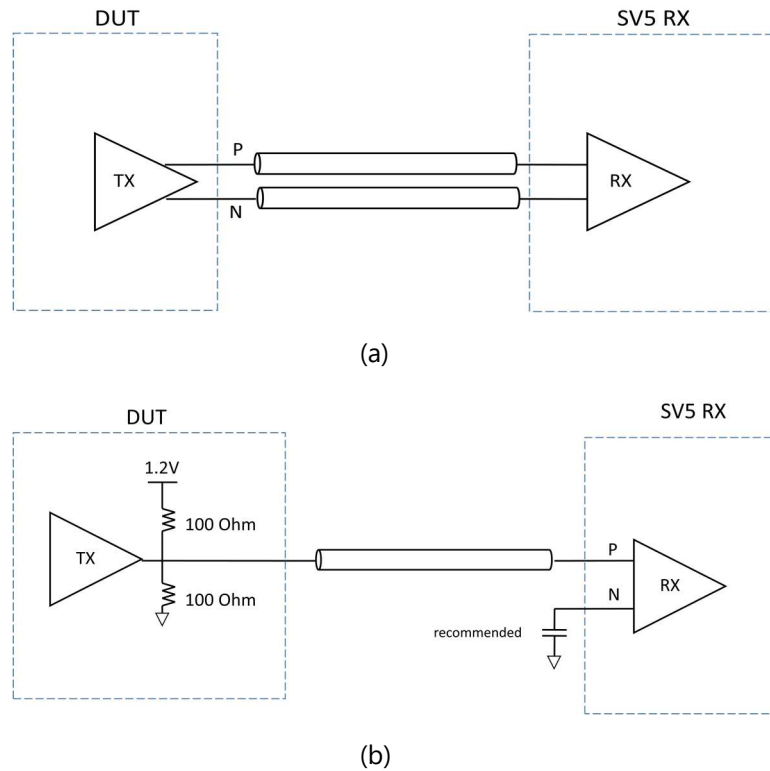 DUT
SV5 RX
P
TX
RX
N
(a)
DUT
SV5 RX
1.2V
100 Ohm
TX
P
RX
N
100 Ohm
recommended
(b)